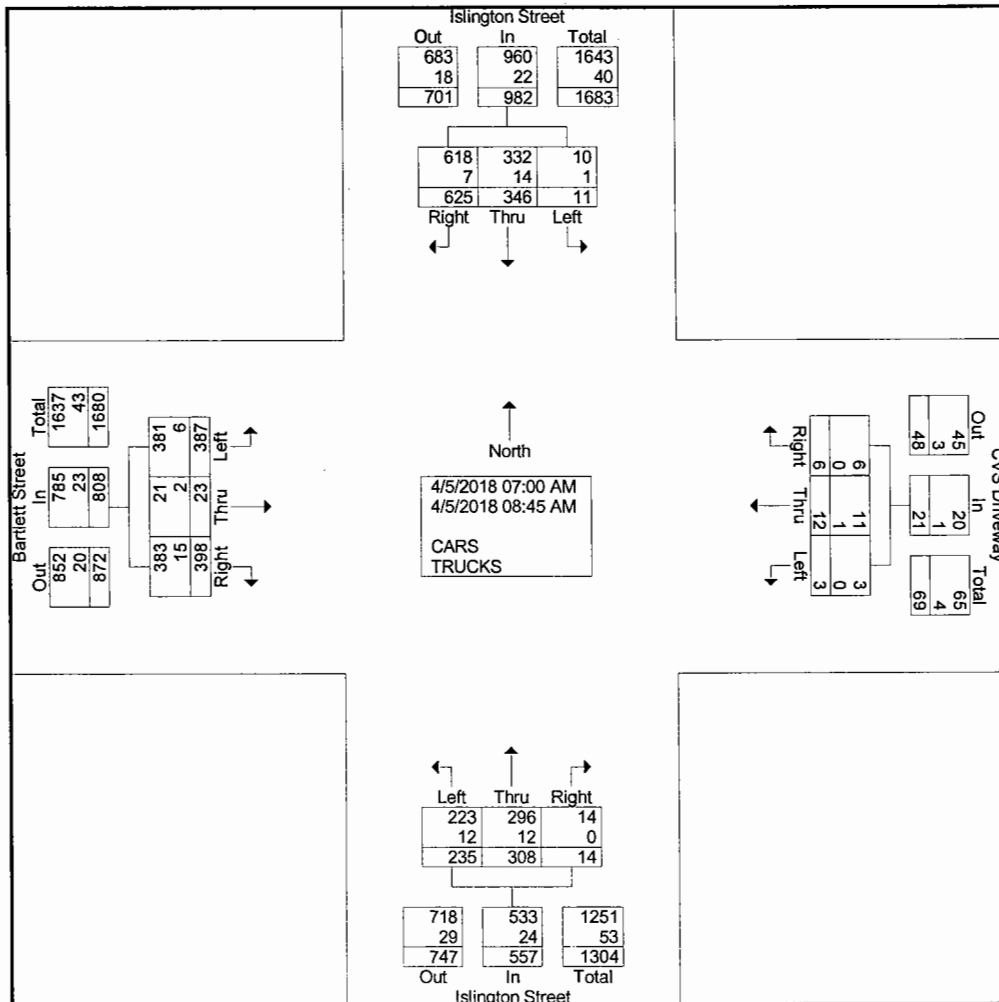 Islington Street
Out In Total
683 960 1643
18 22 40
701 982 1683
618 332 10
7 14 1
625 346 11
Right Thru Left
Bartlett Street
Total
1637 43 1680
In
785 23 808
Out
852 20 872
381 6 387 Left
21 2 23 Thru
383 15 398 Right
North
4/5/2018 07:00 AM
4/5/2018 08:45 AM
CARS
TRUCKS
Right 6 0 6
Thru 11 1 12
Left 3 0 3
CVS Driveway
Out
45 3 48
In
20 1 21
Total
65 4 69
Left Thru Right
223 296 14
12 12 0
235 308 14
718 533 1251
29 24 53
747 557 1304
Out In Total
Islington Street